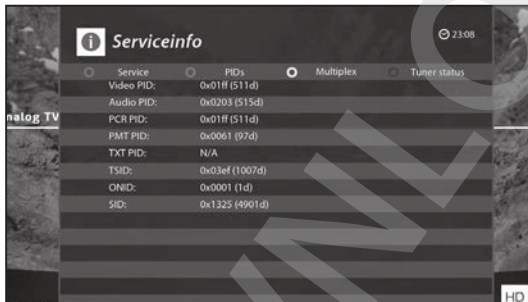 Serviceinfo
23:08
Service PIDs Multiplex Tuner status
Video PID: 0x01ff (511d)
Audio PID: 0x0203 (515d)
nalog TV
PCR PID: 0x01ff (511d)
PMT PID: 0x0061 (97d)
TXT PID: N/A
TSID: 0x03ef (1007d)
ONID: 0x0001 (1d)
SID: 0x1325 (4901d)
HD